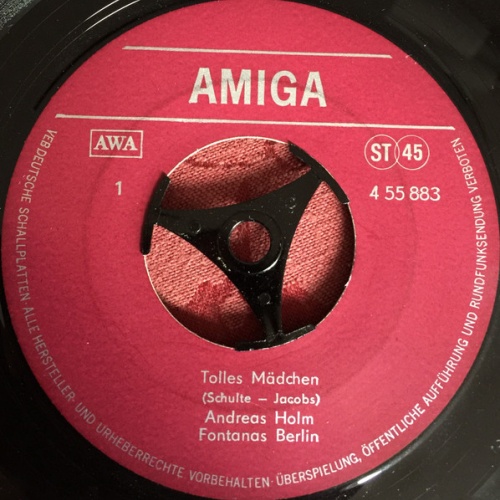 AMIGA
AWA
ST 45
1
4 55 883
Tolles Mädchen
(Schulte – Jacobs)
Andreas Holm
Fontanas Berlin
VEB DEUTSCHE SCHALLPLATTEN · ALLE HERSTELLER- UND URHEBERRECHTE VORBEHALTEN · ÜBERSPIELUNG, ÖFFENTLICHE AUFFÜHRUNG UND RUNDFUNKSENDUNG VERBOTEN